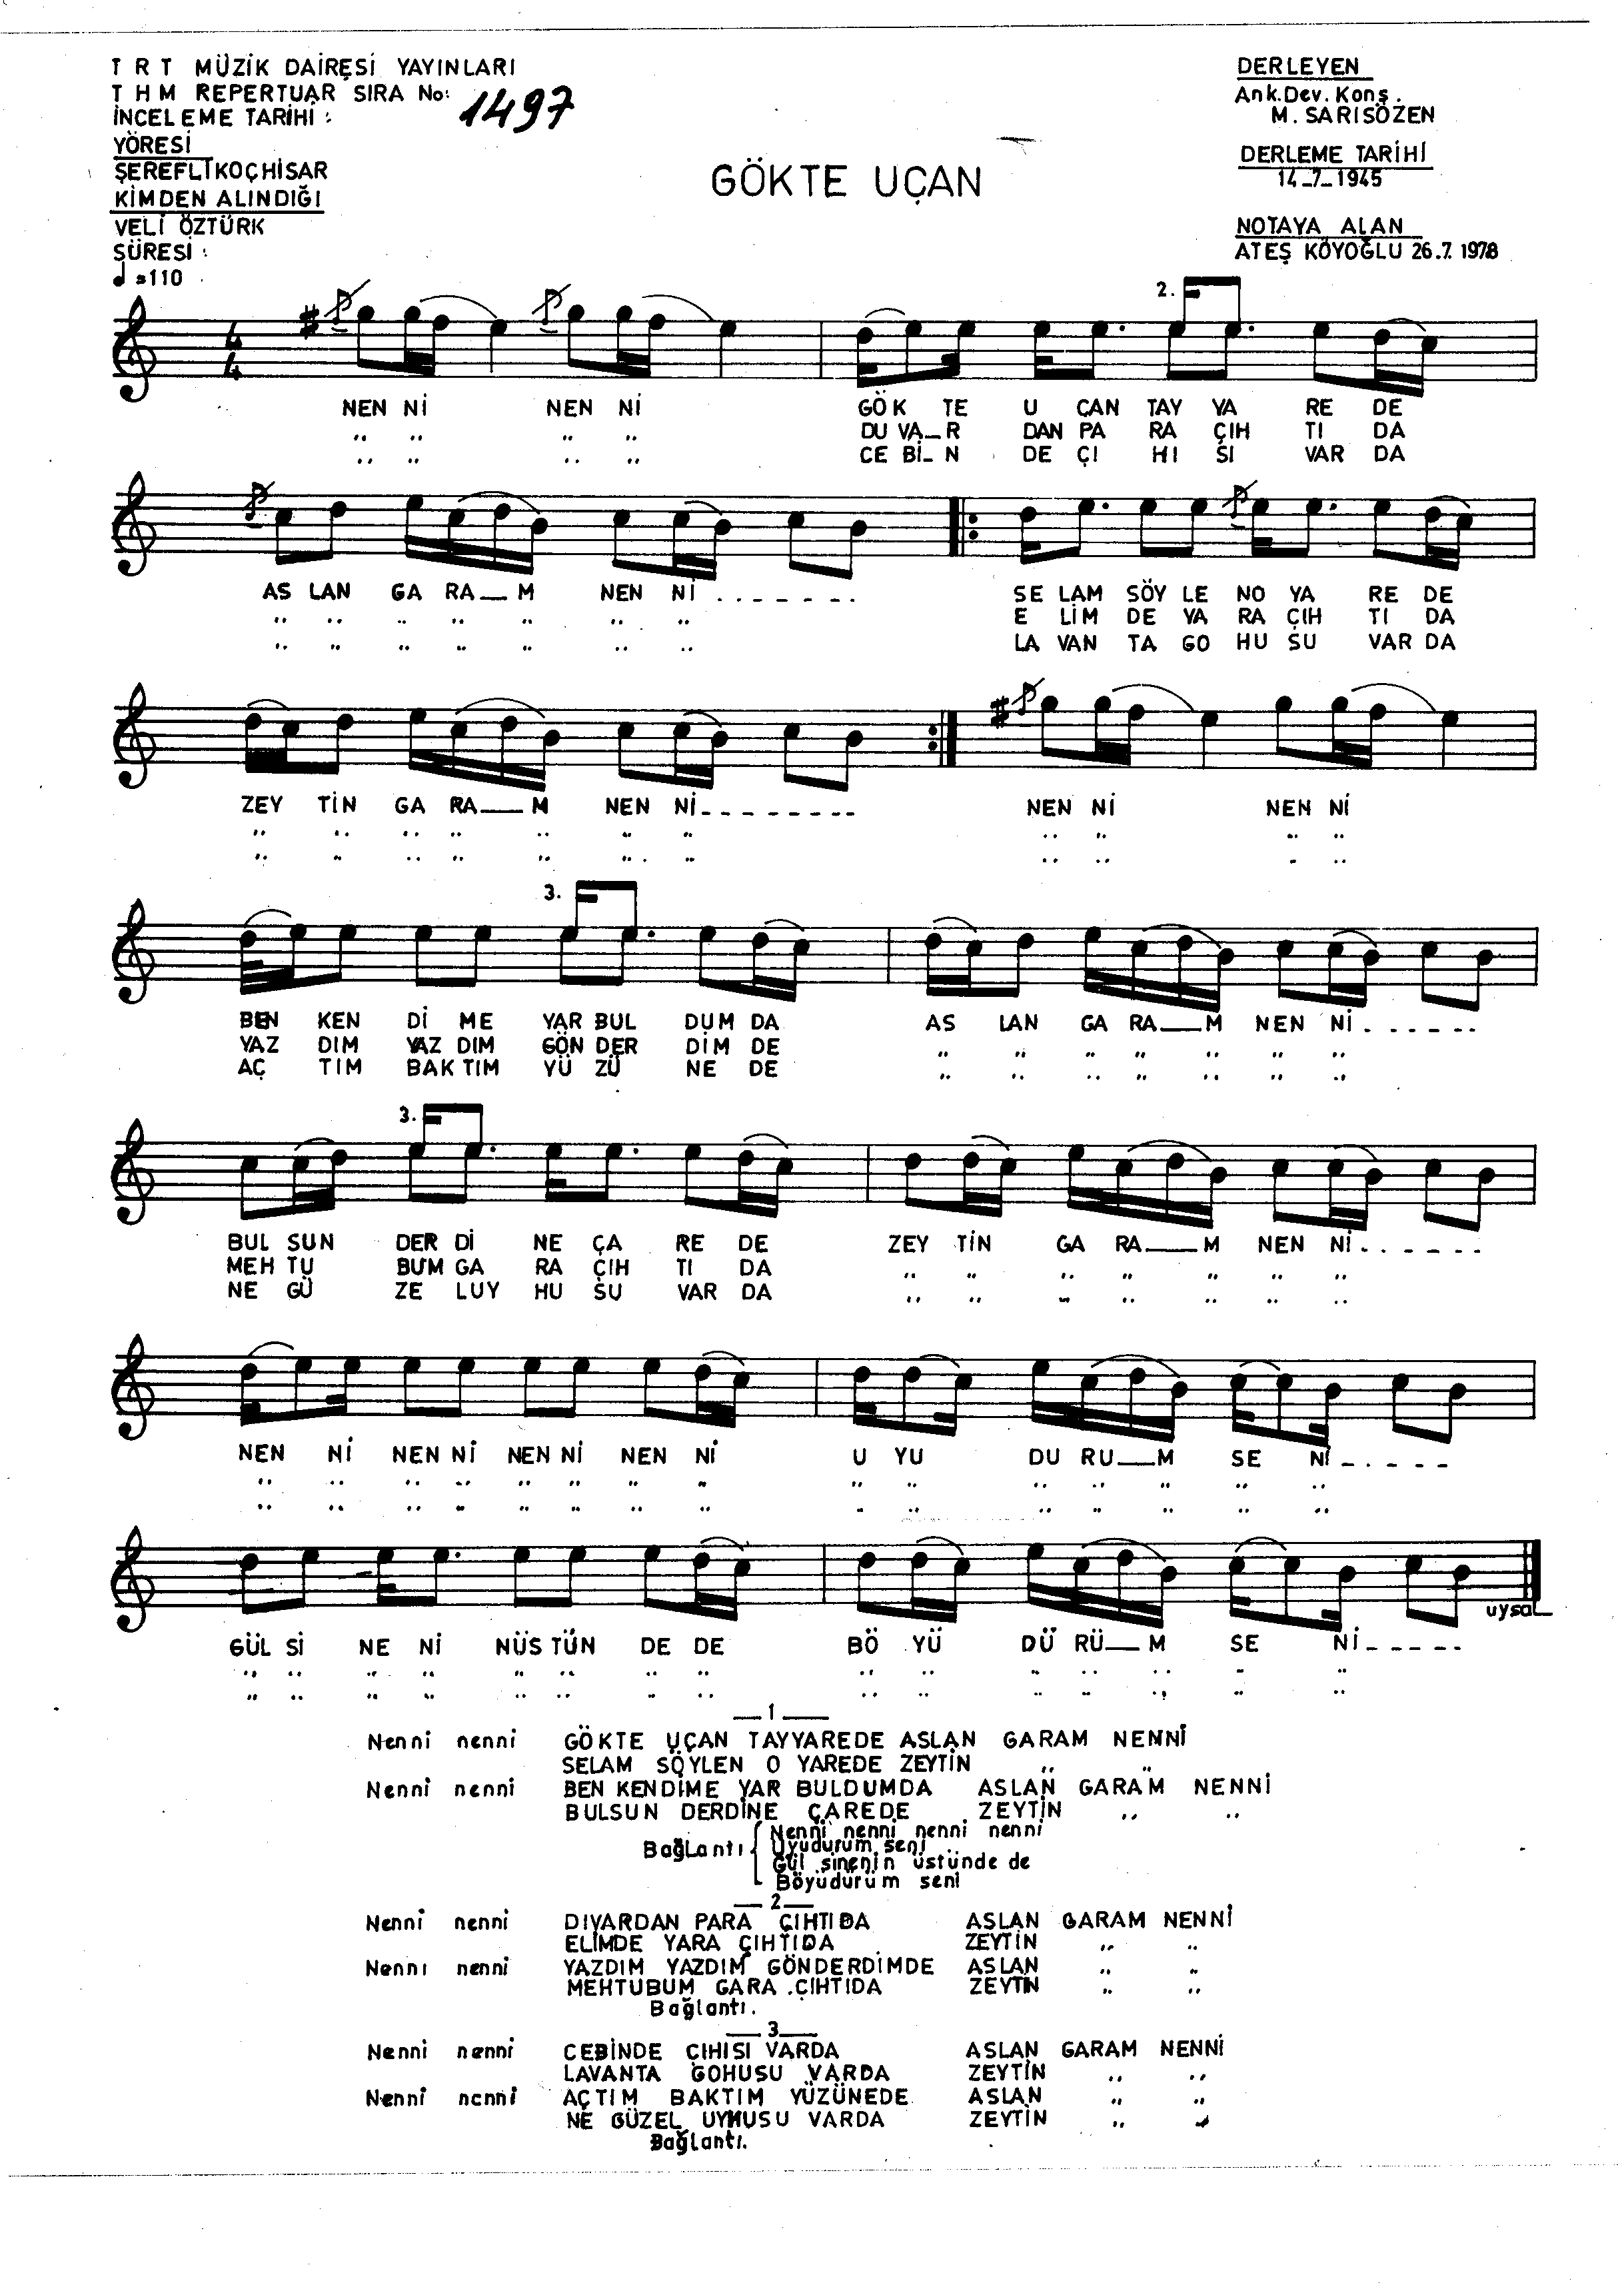 T R T MÜZİK DAİRESİ YAYINLARI
T H M REPERTUAR SIRA No: 1497
İNCELEME TARİHİ :
YÖRESİ
ŞEREFLİKOÇHİSAR
KİMDEN ALINDIĞI
VELİ ÖZTÜRK
SÜRESİ :
♩=110
GÖKTE UÇAN
DERLEYEN
Ank.Dev.Konş.
M. SARISÖZEN
DERLEME TARİHİ
14-7-1945
NOTAYA ALAN
ATEŞ KÖYOĞLU 26.7.1978
4
4
2.
NEN Nİ NEN Nİ GÖK TE U ÇAN TAY YA RE DE
,, ,, ,, ,, DU VA_R DAN PA RA ÇIH TI DA
,, ,, ,, ,, CE Bİ_N DE ÇI HI SI VAR DA
AS LAN GA RA_M NEN Nİ . _ _ _ _ _ SE LAM SÖY LE NO YA RE DE
,, ,, ,, ,, ,, ,, ,, E LİM DE YA RA ÇIH TI DA
,, ,, ,, ,, ,, ,, ,, LA VAN TA GO HU SU VAR DA
ZEY TİN GA RA_M NEN Nİ_ _ _ _ _ _ NEN Nİ NEN Nİ
,, ,, ,, ,, ,, ,, ,, ,, ,, ,, ,,
,, ,, ,, ,, ,, ,, ,, ,, ,, ,, ,,
3.
BEN KEN Dİ ME YAR BUL DUM DA AS LAN GA RA_M NEN Nİ . _ _ _ _
YAZ DIM YAZ DIM GÖN DER DİM DE ,, ,, ,, ,, ,, ,, ,,
AÇ TIM BAK TIM YÜ ZÜ NE DE ,, ,, ,, ,, ,, ,, ,,
3.
BUL SUN DER Dİ NE ÇA RE DE ZEY TİN GA RA_M NEN Nİ . _ _ _ _
MEH TU BUM GA RA ÇIH TI DA ,, ,, ,, ,, ,, ,, ,,
NE GÜ ZE LUY HU SU VAR DA ,, ,, ,, ,, ,, ,, ,,
NEN Nİ NEN Nİ NEN Nİ NEN Nİ U YU DU RU_M SE Nİ _ . _ _ _
,, ,, ,, ,, ,, ,, ,, ,, ,, ,, ,, ,, ,, ,, ,,
,, ,, ,, ,, ,, ,, ,, ,, ,, ,, ,, ,, ,, ,, ,,
uysal
GÜL Sİ NE Nİ NÜS TÜN DE DE BÖ YÜ DÜ RÜ_M SE Nİ _ _ _ _ _
,, ,, ,, ,, ,, ,, ,, ,, ,, ,, ,, ,, ,, ,, ,,
,, ,, ,, ,, ,, ,, ,, ,, ,, ,, ,, ,, ,, ,, ,,
_1_
Nenni nenni GÖKTE UÇAN TAYYAREDE ASLAN GARAM NENNİ
SELAM SÖYLEN O YAREDE ZEYTİN ,, ,,
Nenni nenni BEN KENDİME YAR BULDUMDA ASLAN GARAM NENNİ
BULSUN DERDİNE ÇAREDE ZEYTİN ,, ,,
Nenni nenni nenni nenni
Bağlantı Uyudurum seni
Gül sinenin üstünde de
Böyüdürüm seni
_2_
Nenni nenni DIVARDAN PARA ÇIHTIDA ASLAN GARAM NENNİ
ELİMDE YARA ÇIHTIDA ZEYTİN ,, ,,
Nenni nenni YAZDIM YAZDIM GÖNDERDİMDE ASLAN ,, ,,
MEHTUBUM GARA ÇIHTIDA ZEYTİN ,, ,,
Bağlantı.
_3_
Nenni nenni CEBİNDE ÇIHISI VARDA ASLAN GARAM NENNİ
LAVANTA GOHUSU VARDA ZEYTİN ,, ,,
Nenni nenni AÇTIM BAKTIM YÜZÜNEDE ASLAN ,, ,,
NE GÜZEL UYHUSU VARDA ZEYTİN ,, ,,
Bağlantı.